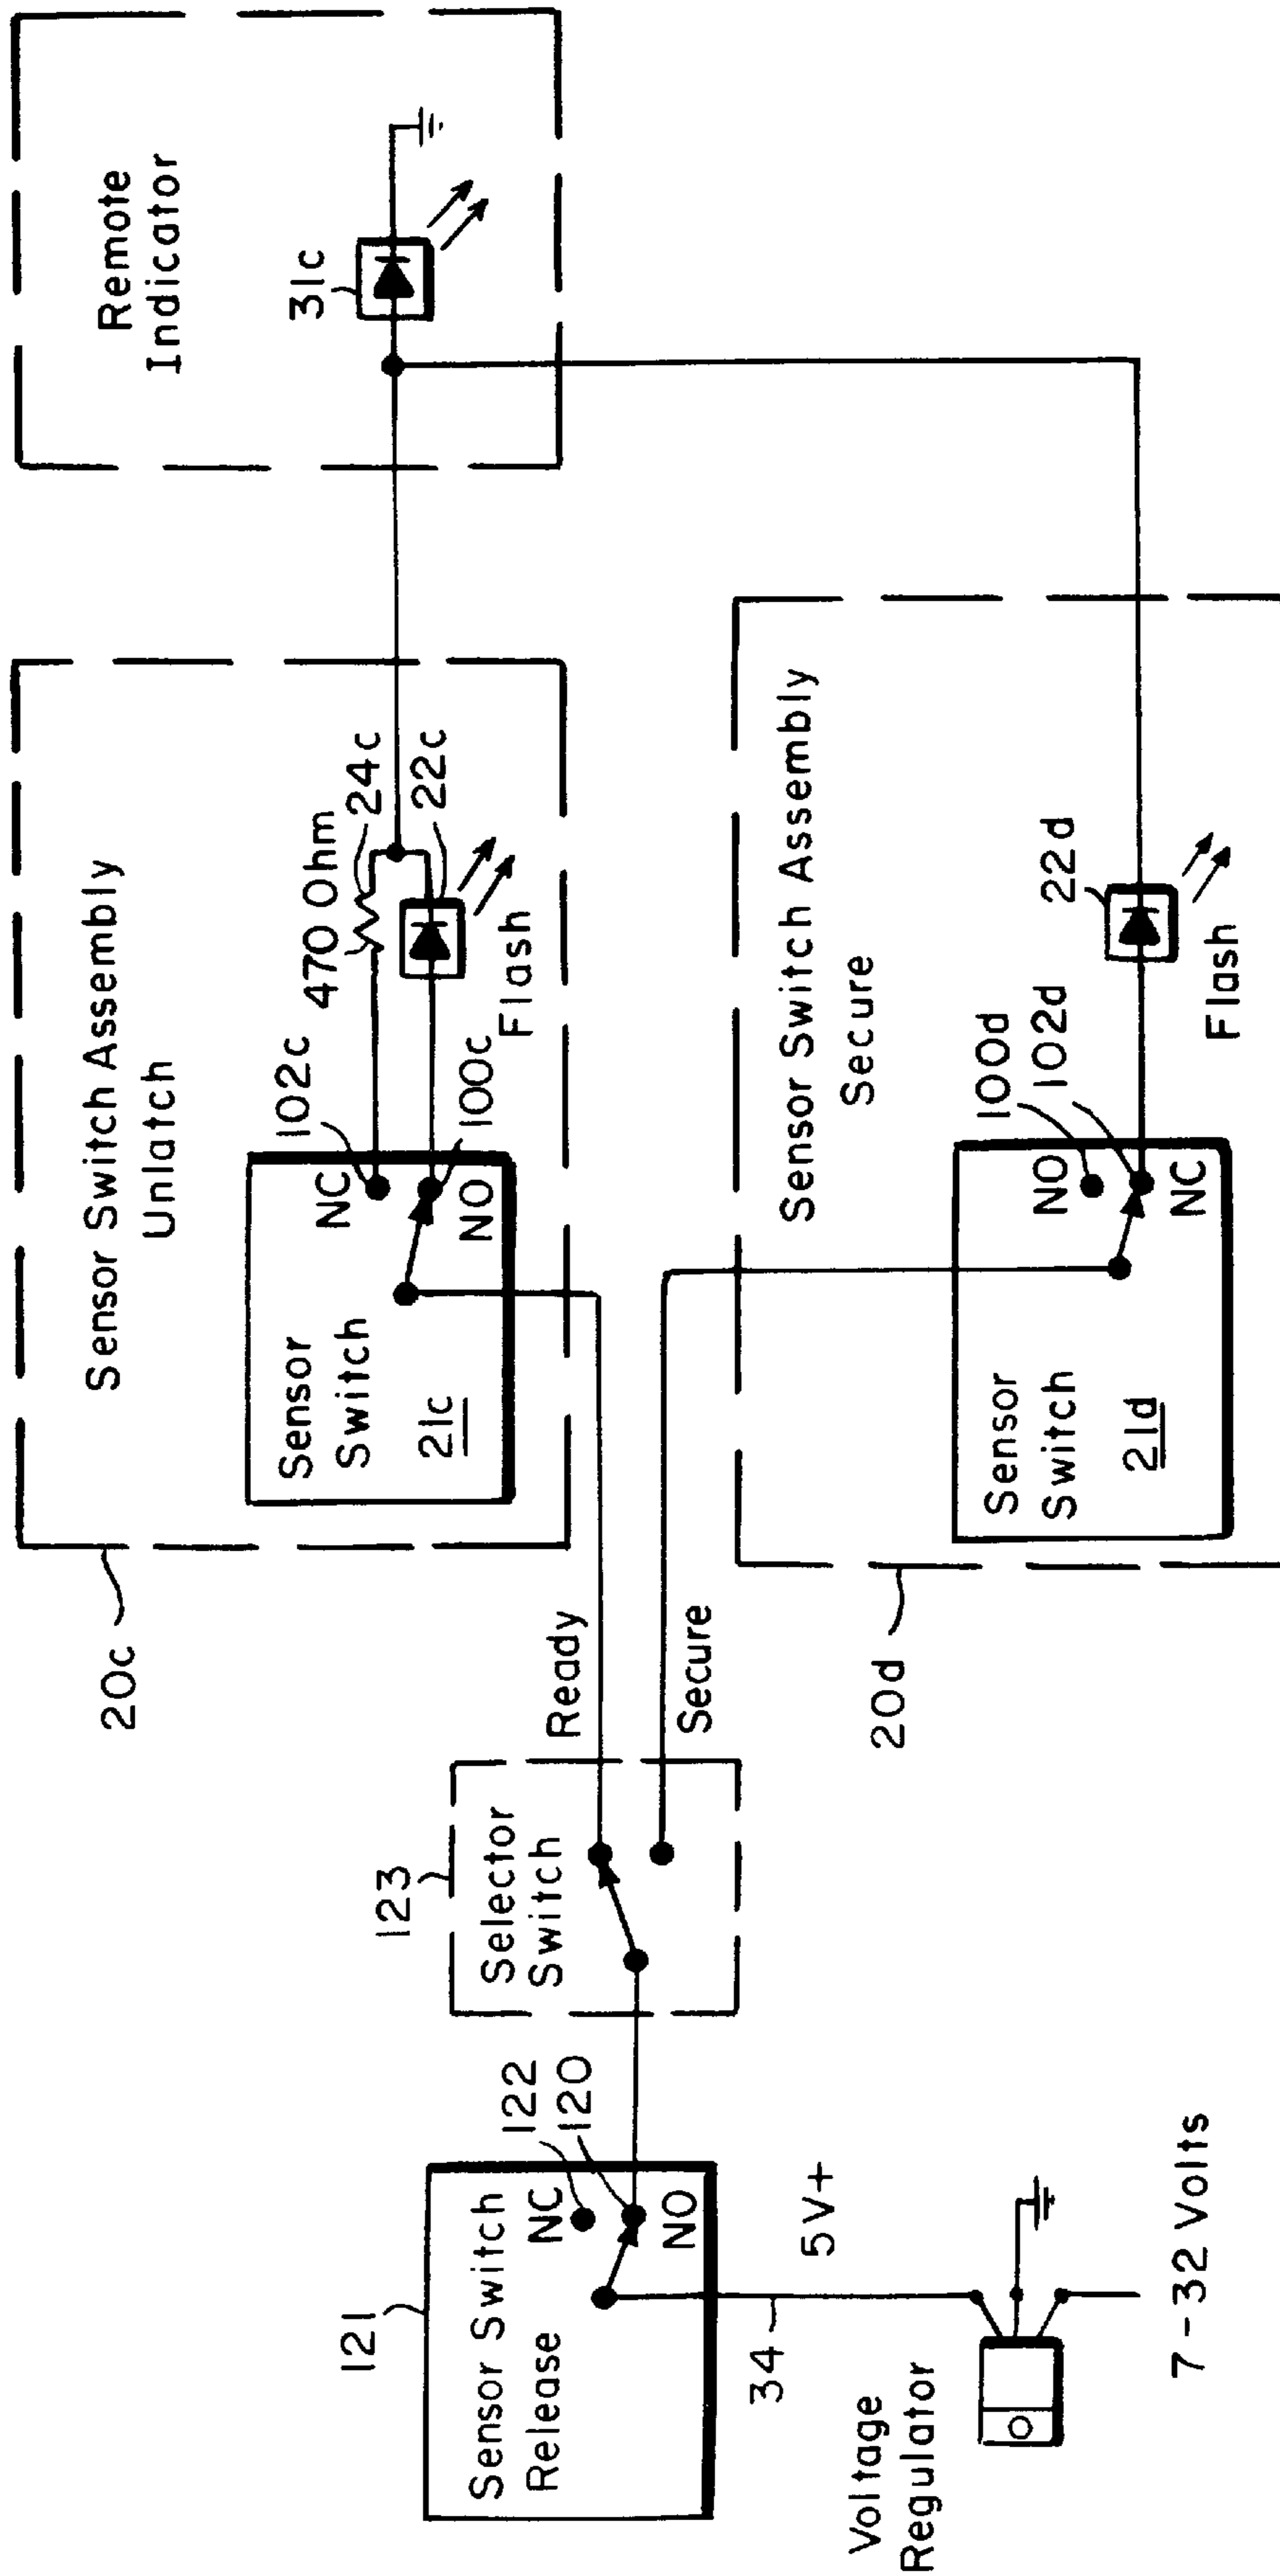 Remote
Indicator
31c
Sensor Switch Assembly
Unlatch
20c
470 Ohm
24c
22c
Flash
102c
100c
NC
NO
Sensor
Switch
21c
Sensor Switch Assembly
Secure
20d
22d
Flash
100d
102d
NO
NC
Sensor
Switch
21d
Ready
Secure
123
Selector
Switch
121
Sensor Switch
Release
NC
NO
122
120
34
5V+
Voltage
Regulator
7-32 Volts